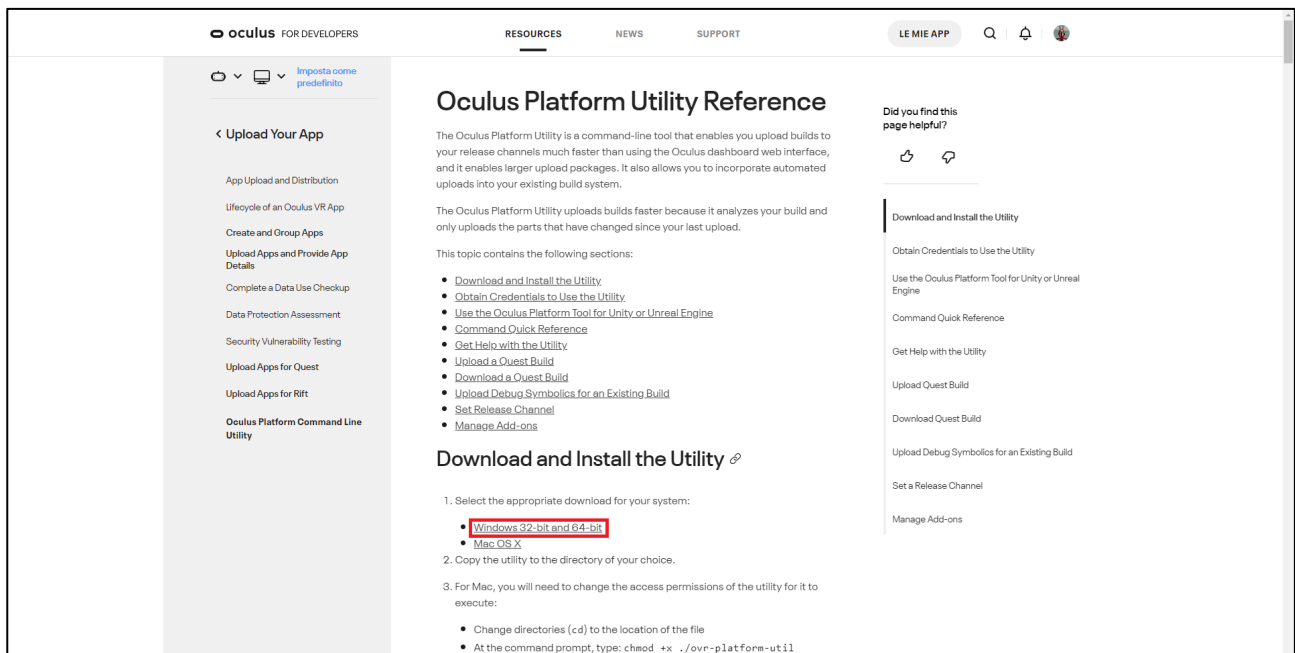 oculus FOR DEVELOPERS
RESOURCES
NEWS
SUPPORT
LE MIE APP
Imposta come
predefinito
Upload Your App
App Upload and Distribution
Lifecycle of an Oculus VR App
Create and Group Apps
Upload Apps and Provide App
Details
Complete a Data Use Checkup
Data Protection Assessment
Security Vulnerability Testing
Upload Apps for Quest
Upload Apps for Rift
Oculus Platform Command Line
Utility
Oculus Platform Utility Reference
The Oculus Platform Utility is a command-line tool that enables you upload builds to
your release channels much faster than using the Oculus dashboard web interface,
and it enables larger upload packages. It also allows you to incorporate automated
uploads into your existing build system.
The Oculus Platform Utility uploads builds faster because it analyzes your build and
only uploads the parts that have changed since your last upload.
This topic contains the following sections:
Download and Install the Utility
Obtain Credentials to Use the Utility
Use the Oculus Platform Tool for Unity or Unreal Engine
Command Quick Reference
Get Help with the Utility
Upload a Quest Build
Download a Quest Build
Upload Debug Symbolics for an Existing Build
Set Release Channel
Manage Add-ons
Download and Install the Utility
1. Select the appropriate download for your system:
Windows 32-bit and 64-bit
Mac OS X
2. Copy the utility to the directory of your choice.
3. For Mac, you will need to change the access permissions of the utility for it to
execute:
Change directories (cd) to the location of the file
At the command prompt, type: chmod +x ./ovr-platform-util
Did you find this
page helpful?
Download and Install the Utility
Obtain Credentials to Use the Utility
Use the Oculus Platform Tool for Unity or Unreal
Engine
Command Quick Reference
Get Help with the Utility
Upload Quest Build
Download Quest Build
Upload Debug Symbolics for an Existing Build
Set a Release Channel
Manage Add-ons